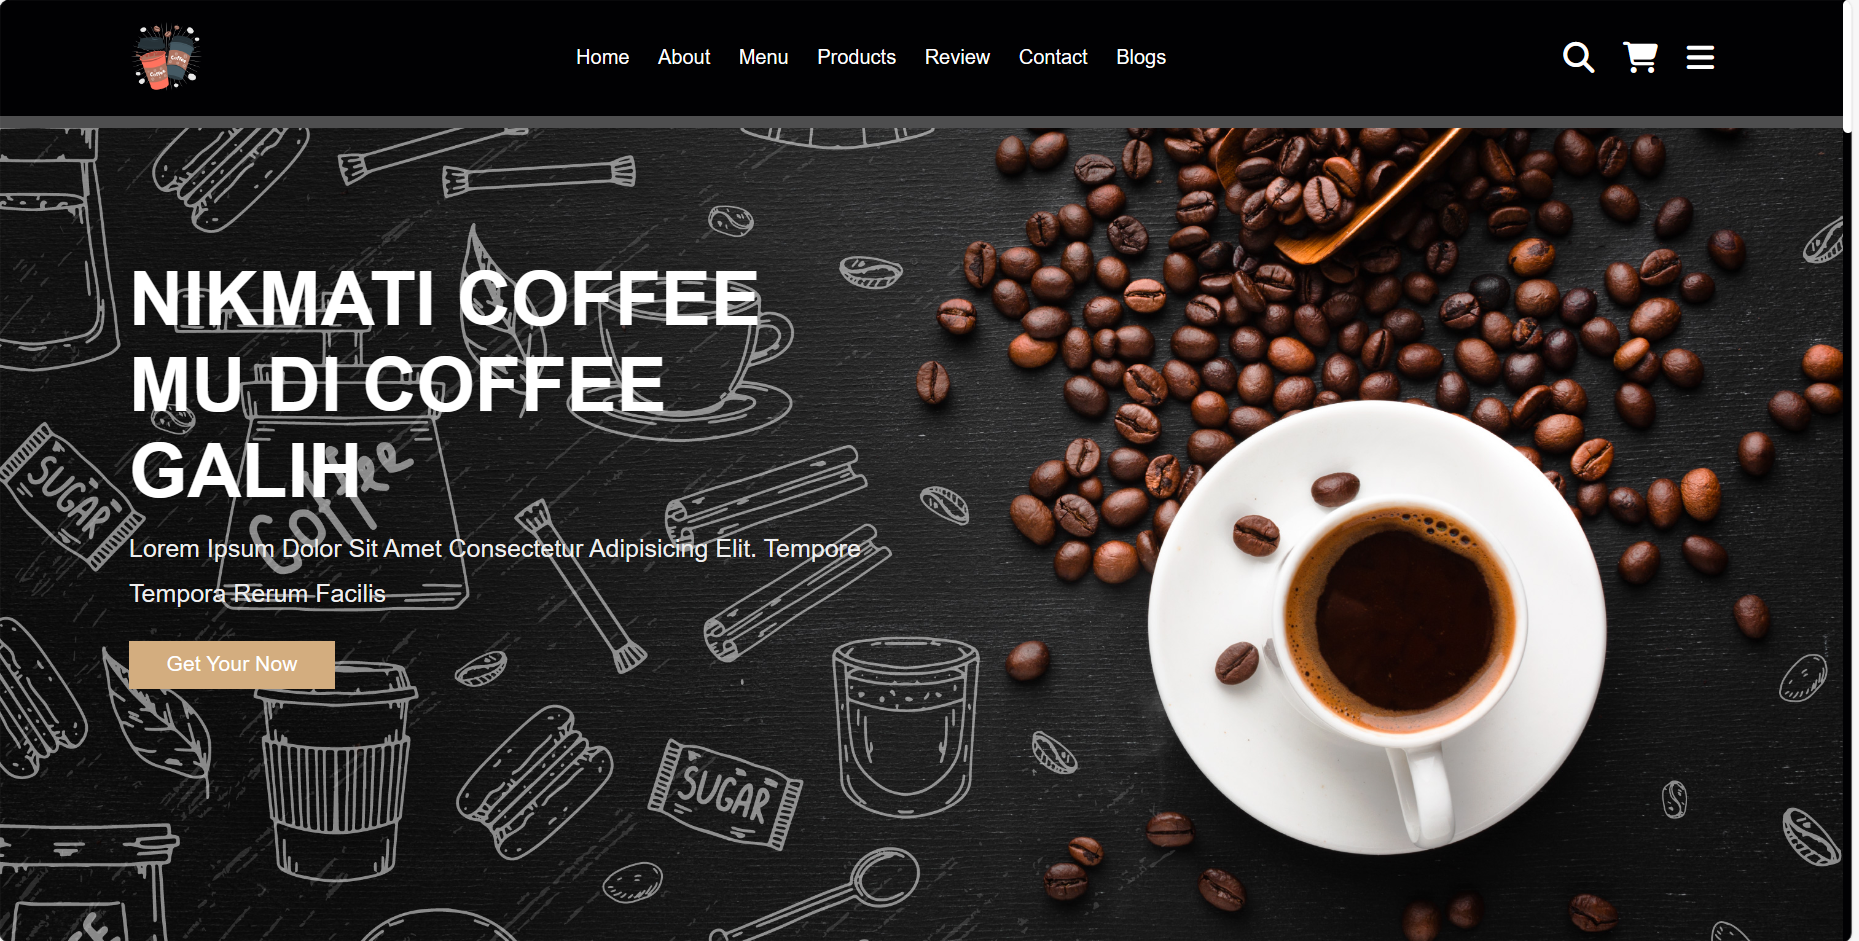 Home About Menu Products Review Contact Blogs
NIKMATI COFFEE
MU DI COFFEE
GALIH
Coffee
SUGAR
Lorem Ipsum Dolor Sit Amet Consectetur Adipisicing Elit. Tempore
Tempora Rerum Facilis
Get Your Now
SUGAR